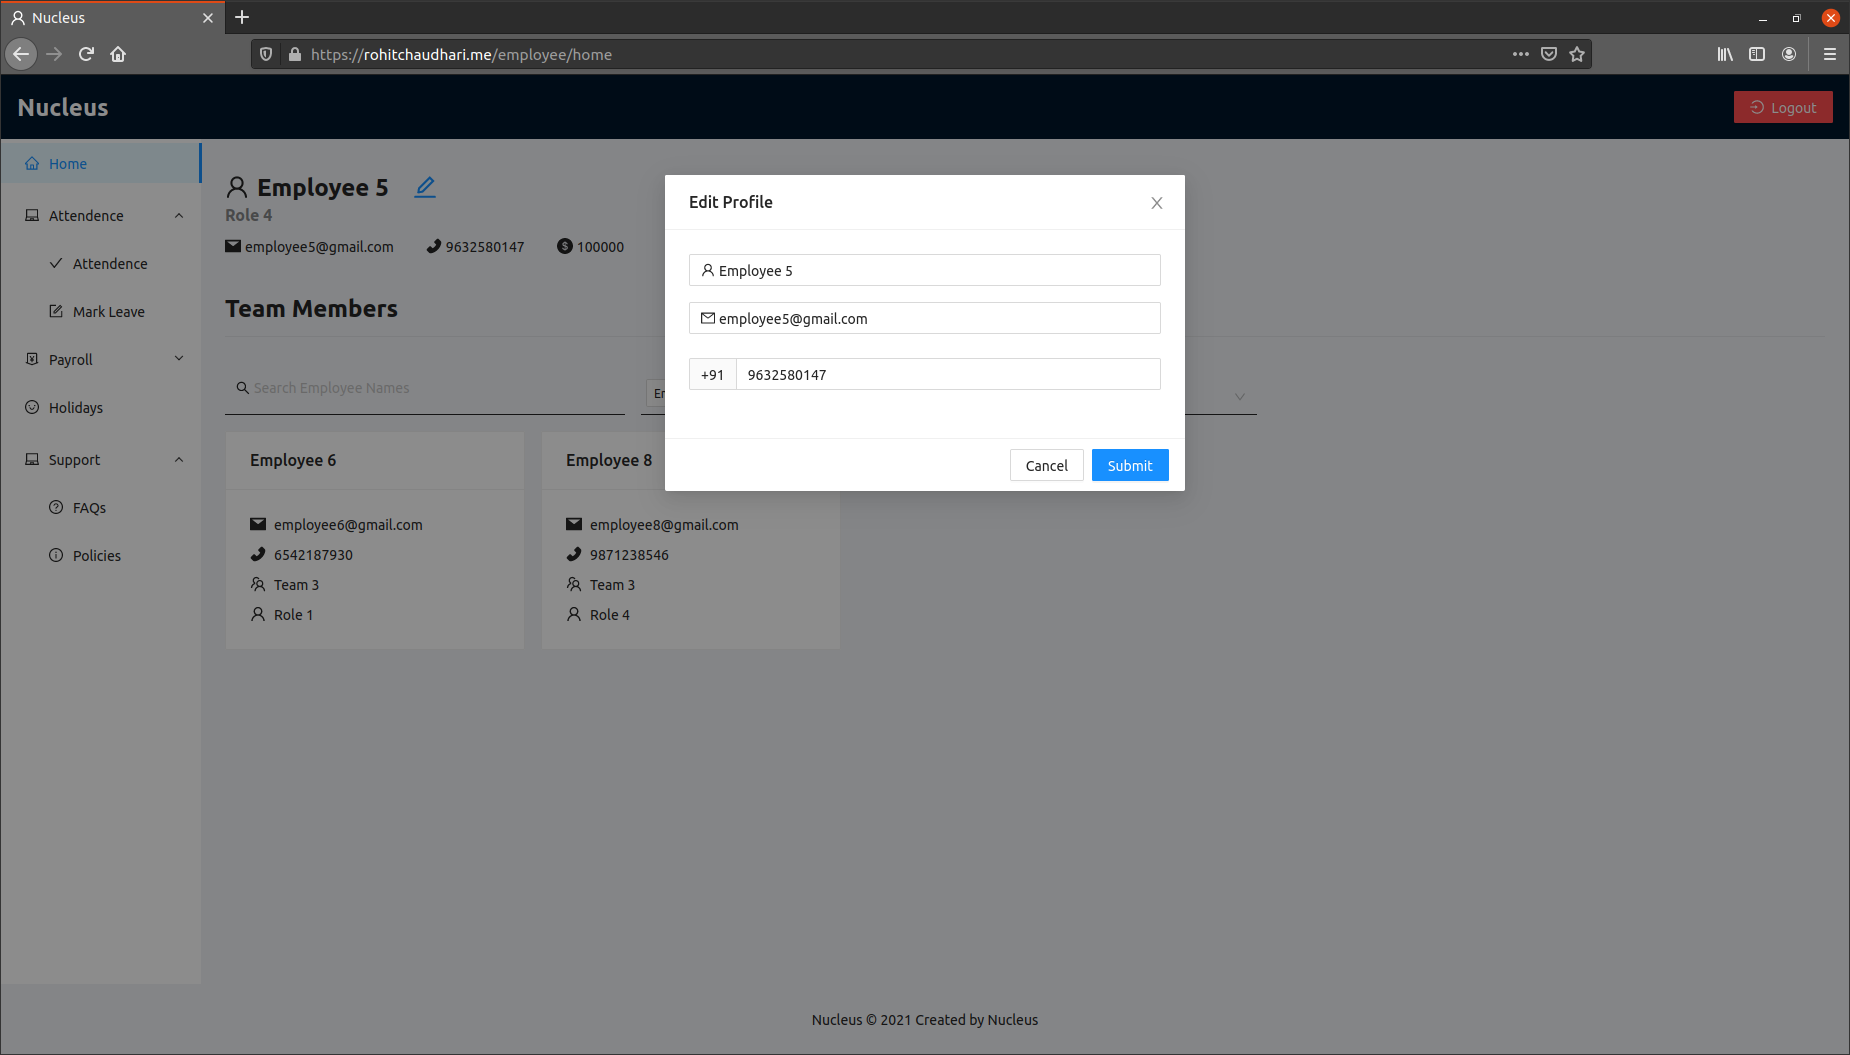 Nucleus
https://rohitchaudhari.me/employee/home
Nucleus
Logout
Home
Attendence
Attendence
Mark Leave
Payroll
Holidays
Support
FAQs
Policies
Employee 5
Role 4
employee5@gmail.com 9632580147 100000
Team Members
Search Employee Names
Employee 6
employee6@gmail.com
6542187930
Team 3
Role 1
Employee 8
employee8@gmail.com
9871238546
Team 3
Role 4
Edit Profile
Employee 5
employee5@gmail.com
+91 9632580147
Cancel Submit
Nucleus © 2021 Created by Nucleus